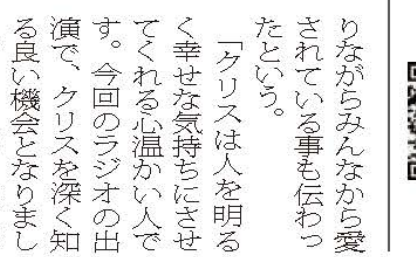 りながらみんなから愛
されている事も伝わっ
たという。
「クリスは人を明る
く幸せな気持ちにさせ
てくれる心温かい人で
す。今回のラジオの出
演で、クリスを深く知
る良い機会となりまし